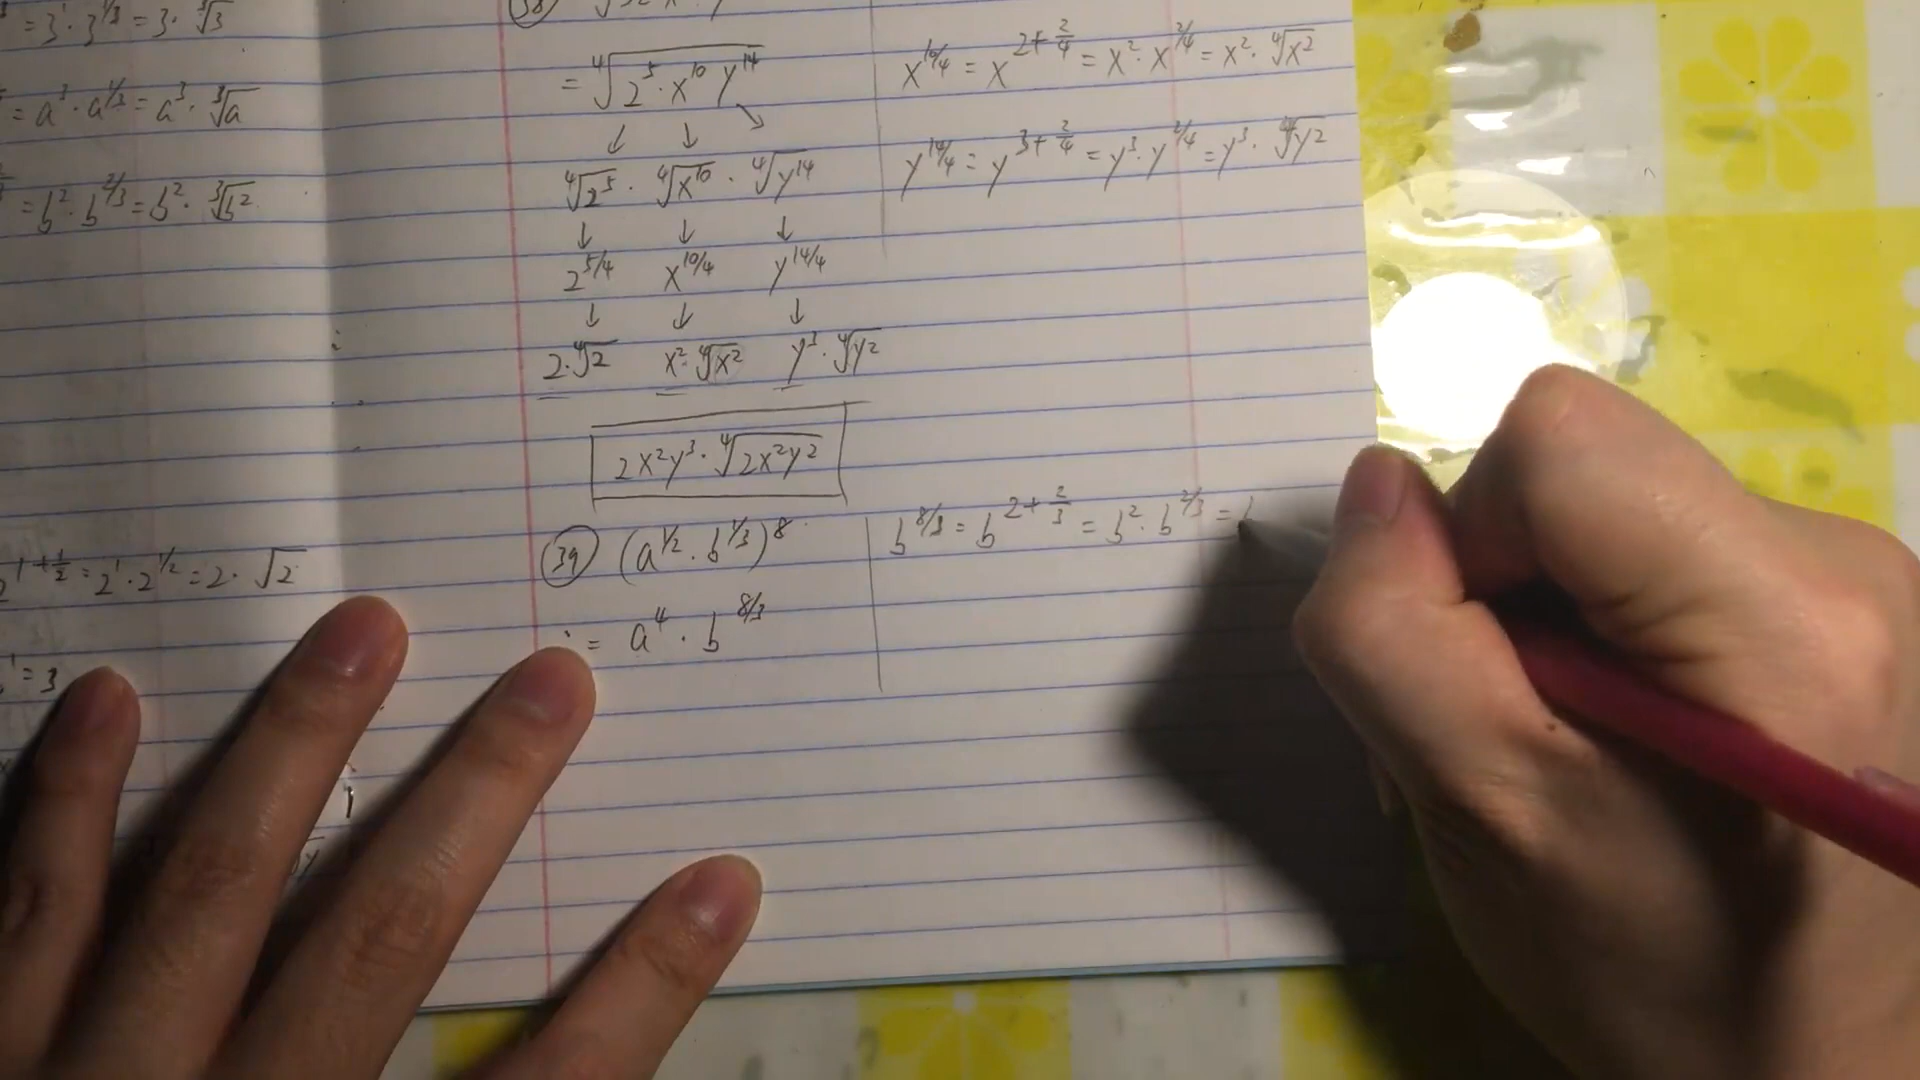 = 3¹ · 3^{1/3} = 3 · ∛3
= a³ · a^{1/3} = a³ · ∛a
= b² · b^{2/3} = b² · ∛b²
1+1/2 = 2¹ · 2^{1/2} = 2 · √2
= 3
38
= ⁴√2⁵ · x¹⁰ y¹⁴
↙ ↓ ↘
⁴√2⁵ · ⁴√x¹⁰ · ⁴√y¹⁴
↓ ↓ ↓
2^{5/4} x^{10/4} y^{14/4}
↓ ↓ ↓
2 · ⁴√2 x² · ⁴√x² y³ · ⁴√y²
2x²y³ · ⁴√2x²y²
x^{10/4} = x^{2+2/4} = x² · x^{2/4} = x² · ⁴√x²
y^{14/4} = y^{3+2/4} = y³ · y^{2/4} = y³ · ⁴√y²
39 (a^{1/2} · b^{1/3})^8
= a⁴ · b^{8/3}
b^{8/3} = b^{2+2/3} = b² · b^{2/3} =